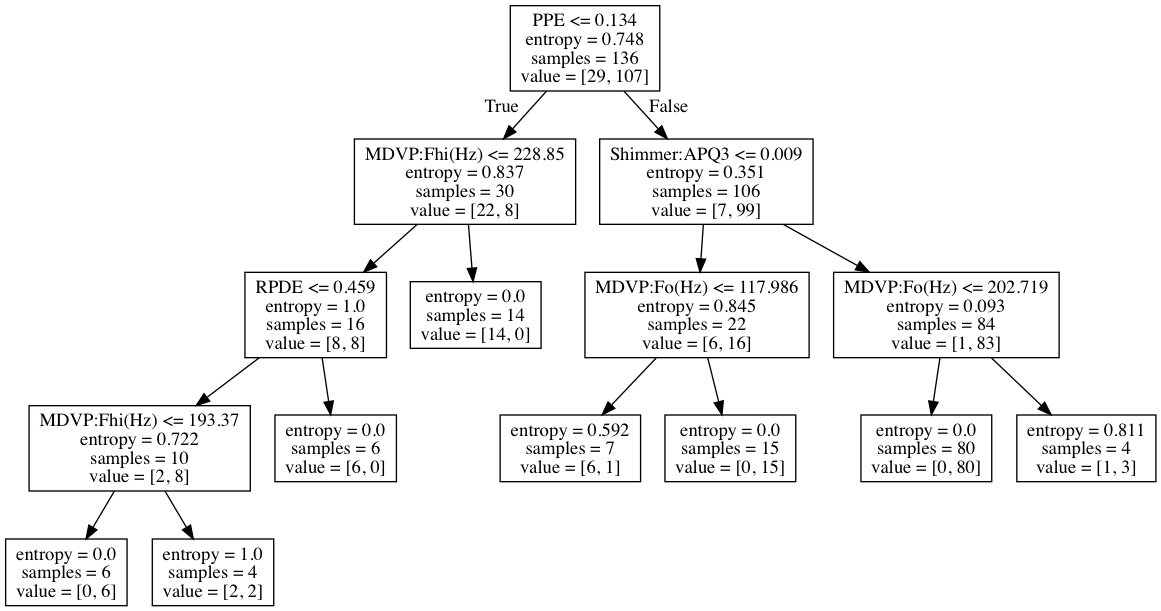 PPE <= 0.134
entropy = 0.748
samples = 136
value = [29, 107]
True
False
MDVP:Fhi(Hz) <= 228.85
entropy = 0.837
samples = 30
value = [22, 8]
Shimmer:APQ3 <= 0.009
entropy = 0.351
samples = 106
value = [7, 99]
RPDE <= 0.459
entropy = 1.0
samples = 16
value = [8, 8]
entropy = 0.0
samples = 14
value = [14, 0]
MDVP:Fo(Hz) <= 117.986
entropy = 0.845
samples = 22
value = [6, 16]
MDVP:Fo(Hz) <= 202.719
entropy = 0.093
samples = 84
value = [1, 83]
MDVP:Fhi(Hz) <= 193.37
entropy = 0.722
samples = 10
value = [2, 8]
entropy = 0.0
samples = 6
value = [6, 0]
entropy = 0.592
samples = 7
value = [6, 1]
entropy = 0.0
samples = 15
value = [0, 15]
entropy = 0.0
samples = 80
value = [0, 80]
entropy = 0.811
samples = 4
value = [1, 3]
entropy = 0.0
samples = 6
value = [0, 6]
entropy = 1.0
samples = 4
value = [2, 2]